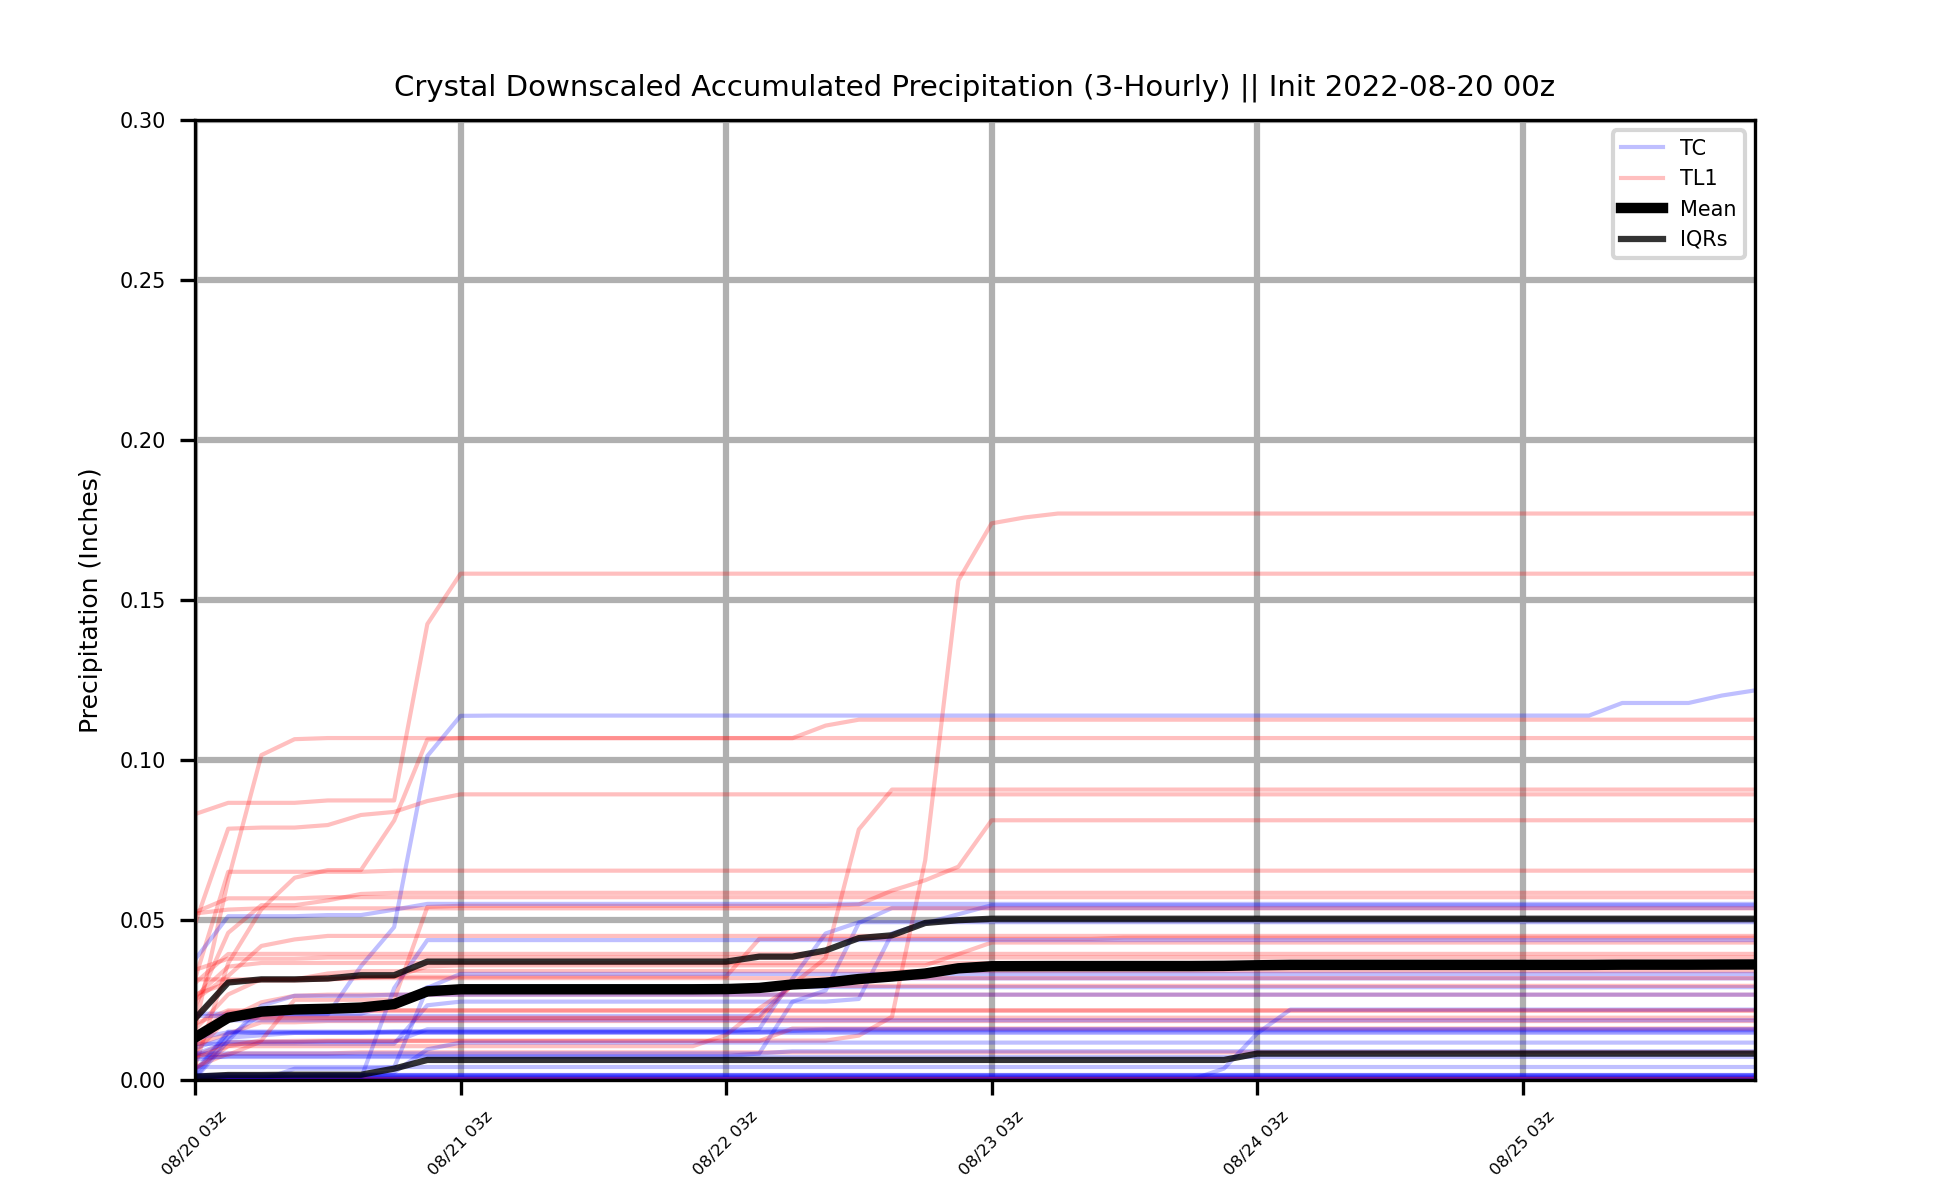 Crystal Downscaled Accumulated Precipitation (3-Hourly) || Init 2022-08-20 00z
0.30
0.25
0.20
0.15
0.10
0.05
0.00
Precipitation (Inches)
TC
TL1
Mean
IQRs
08/20 03z
08/21 03z
08/22 03z
08/23 03z
08/24 03z
08/25 03z